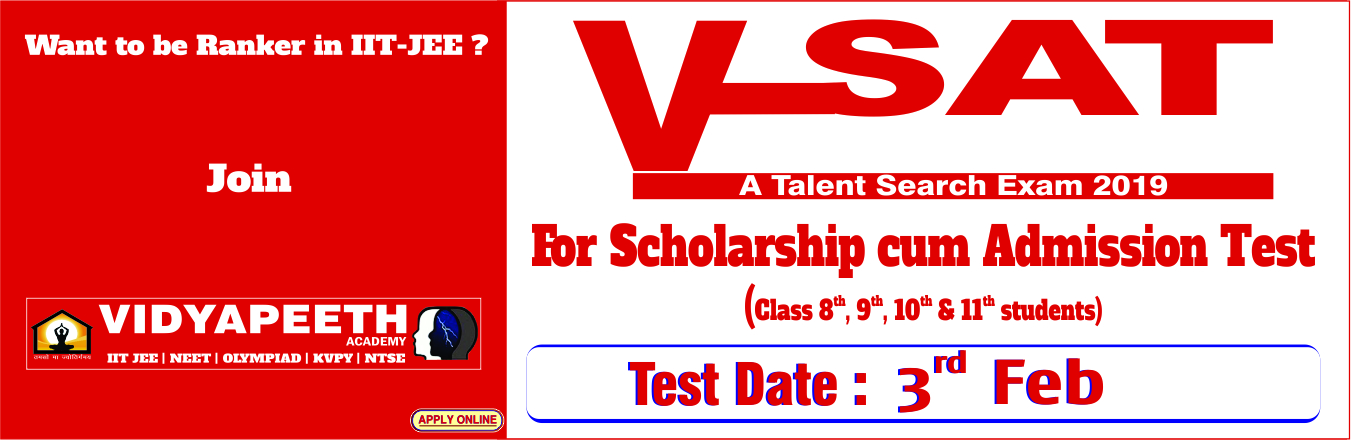 Want to be Ranker in IIT-JEE ?
Join
VIDYAPEETH
ACADEMY
IIT JEE | NEET | OLYMPIAD | KVPY | NTSE
तमसो मा ज्योतिर्गमय
APPLY ONLINE
V-SAT
A Talent Search Exam 2019
For Scholarship cum Admission Test
(Class 8th, 9th, 10th & 11th students)
Test Date : 3rd Feb